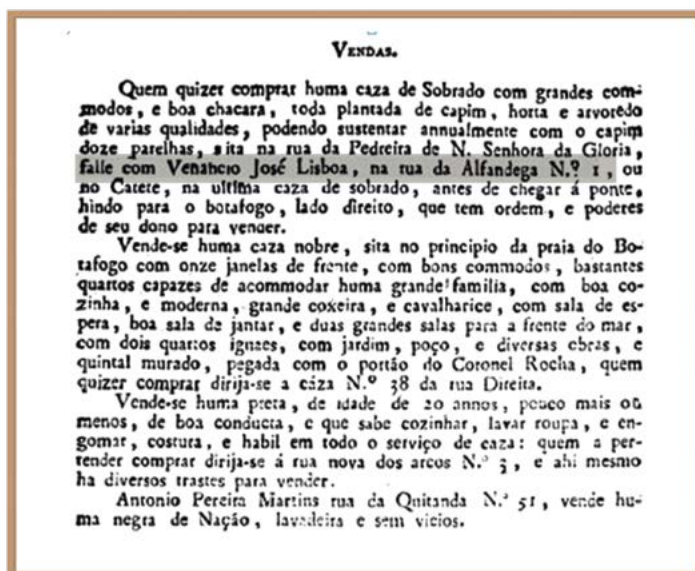 VENDAS.
Quem quizer comprar huma caza de Sobrado com grandes com-
modos, e boa chacara, toda plantada de capim, horta e arvoredo
de varias qualidades, podendo sustentar annualmente com o capim
doze parelhas, sita na rua da Pedreira de N. Senhora da Gloria,
falle com Venancio José Lisboa, na rua da Alfandega N.º 1, ou
no Catete, na ultima caza de sobrado, antes de chegar á ponte,
hindo para o botafogo, lado direito, que tem ordem, e poderes
de seu dono para vender.
Vende-se huma caza nobre, sita no principio da praia do Bo-
tafogo com onze janelas de frente, com bons commodos, bastantes
quartos capazes de acommodar huma grande familia, com boa co-
zinha, e moderna, grande coxeira, e cavalharice, com sala de es-
pera, boa sala de jantar, e duas grandes salas para a frente do mar,
com dois quartos iguaes, com jardim, poço, e diversas obras, e
quintal murado, pegada com o portão do Coronel Rocha, quem
quizer comprar dirija-se a cáza N.º 38 da rua Direita.
Vende-se huma preta, de idade de 20 annos, pouco mais ou
menos, de boa conducta, e que sabe cozinhar, lavar roupa, e en-
gomar, costura, e habil em todo o serviço de caza: quem a per-
tender comprar dirija-se á rua nova dos arcos N.º 3, e ahi mesmo
ha diversos trastes para vender.
Antonio Pereira Martins rua da Quitanda N.º 51, vende hu-
ma negra de Nação, lavadeira e sem vicios.